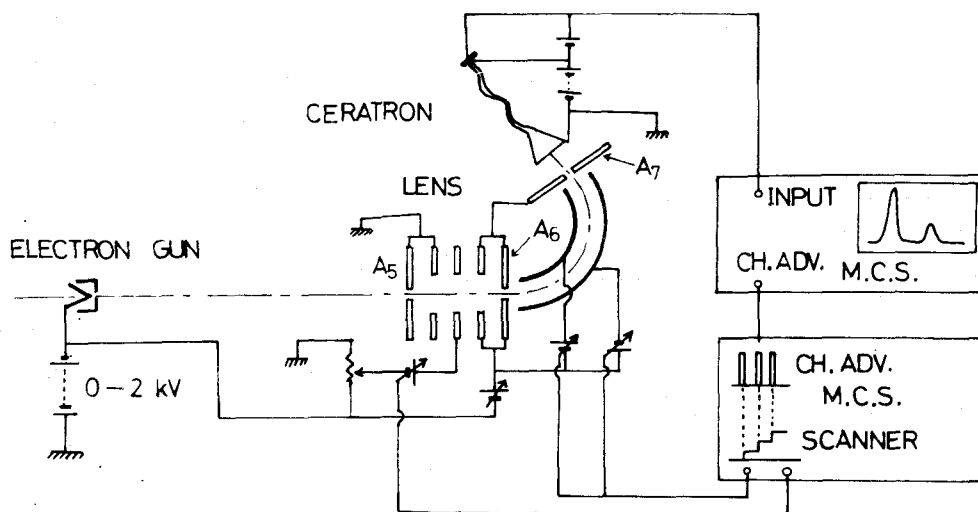 CERATRON
A7
LENS
A6
A5
ELECTRON GUN
0 – 2 kV
INPUT
CH. ADV.
M.C.S.
CH. ADV.
M.C.S.
SCANNER